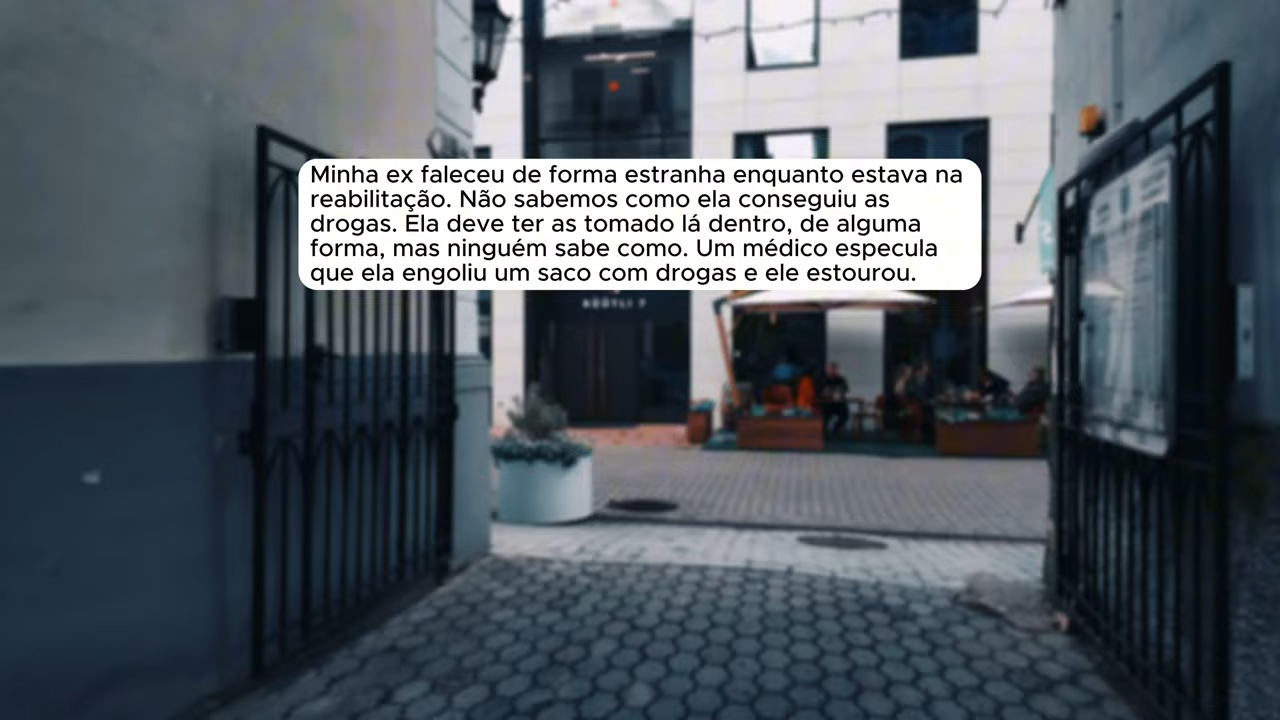 Minha ex faleceu de forma estranha enquanto estava na
reabilitação. Não sabemos como ela conseguiu as
drogas. Ela deve ter as tomado lá dentro, de alguma
forma, mas ninguém sabe como. Um médico especula
que ela engoliu um saco com drogas e ele estourou.